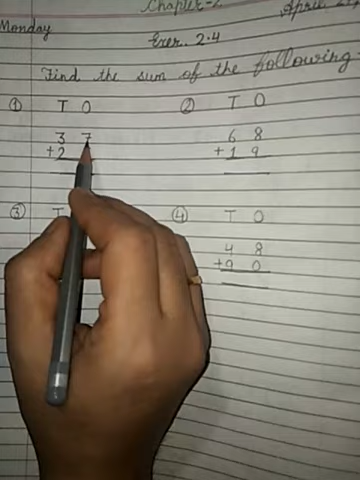 Chapter-2
April
Monday
Exer. 2.4
Find the sum of the following
① T O
3 7
+2
② T O
6 8
+ 1 9
③ T
④ T O
4 8
+9 0